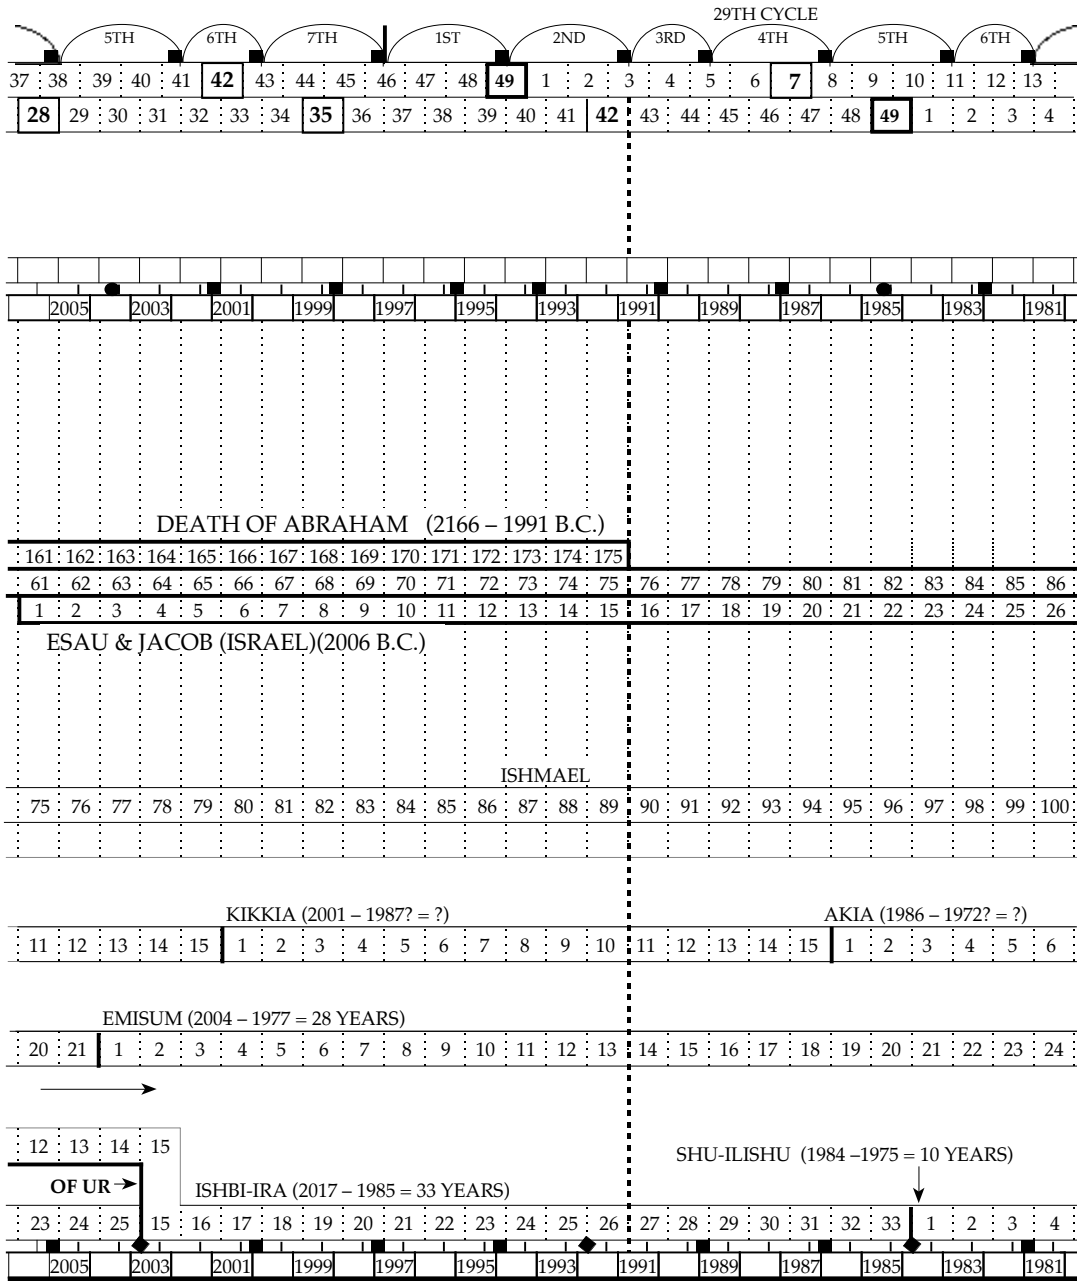 29TH CYCLE
5TH 6TH 7TH 1ST 2ND 3RD 4TH 5TH 6TH
37 38 39 40 41 42 43 44 45 46 47 48 49 1 2 3 4 5 6 7 8 9 10 11 12 13
28 29 30 31 32 33 34 35 36 37 38 39 40 41 42 43 44 45 46 47 48 49 1 2 3 4
2005 2003 2001 1999 1997 1995 1993 1991 1989 1987 1985 1983 1981
DEATH OF ABRAHAM (2166 – 1991 B.C.)
161 162 163 164 165 166 167 168 169 170 171 172 173 174 175
61 62 63 64 65 66 67 68 69 70 71 72 73 74 75 76 77 78 79 80 81 82 83 84 85 86
1 2 3 4 5 6 7 8 9 10 11 12 13 14 15 16 17 18 19 20 21 22 23 24 25 26
ESAU & JACOB (ISRAEL)(2006 B.C.)
ISHMAEL
75 76 77 78 79 80 81 82 83 84 85 86 87 88 89 90 91 92 93 94 95 96 97 98 99 100
KIKKIA (2001 – 1987? = ?) AKIA (1986 – 1972? = ?)
11 12 13 14 15 1 2 3 4 5 6 7 8 9 10 11 12 13 14 15 1 2 3 4 5 6
EMISUM (2004 – 1977 = 28 YEARS)
20 21 1 2 3 4 5 6 7 8 9 10 11 12 13 14 15 16 17 18 19 20 21 22 23 24
12 13 14 15
SHU-ILISHU (1984 –1975 = 10 YEARS)
OF UR ISHBI-IRA (2017 – 1985 = 33 YEARS)
23 24 25 15 16 17 18 19 20 21 22 23 24 25 26 27 28 29 30 31 32 33 1 2 3 4
2005 2003 2001 1999 1997 1995 1993 1991 1989 1987 1985 1983 1981